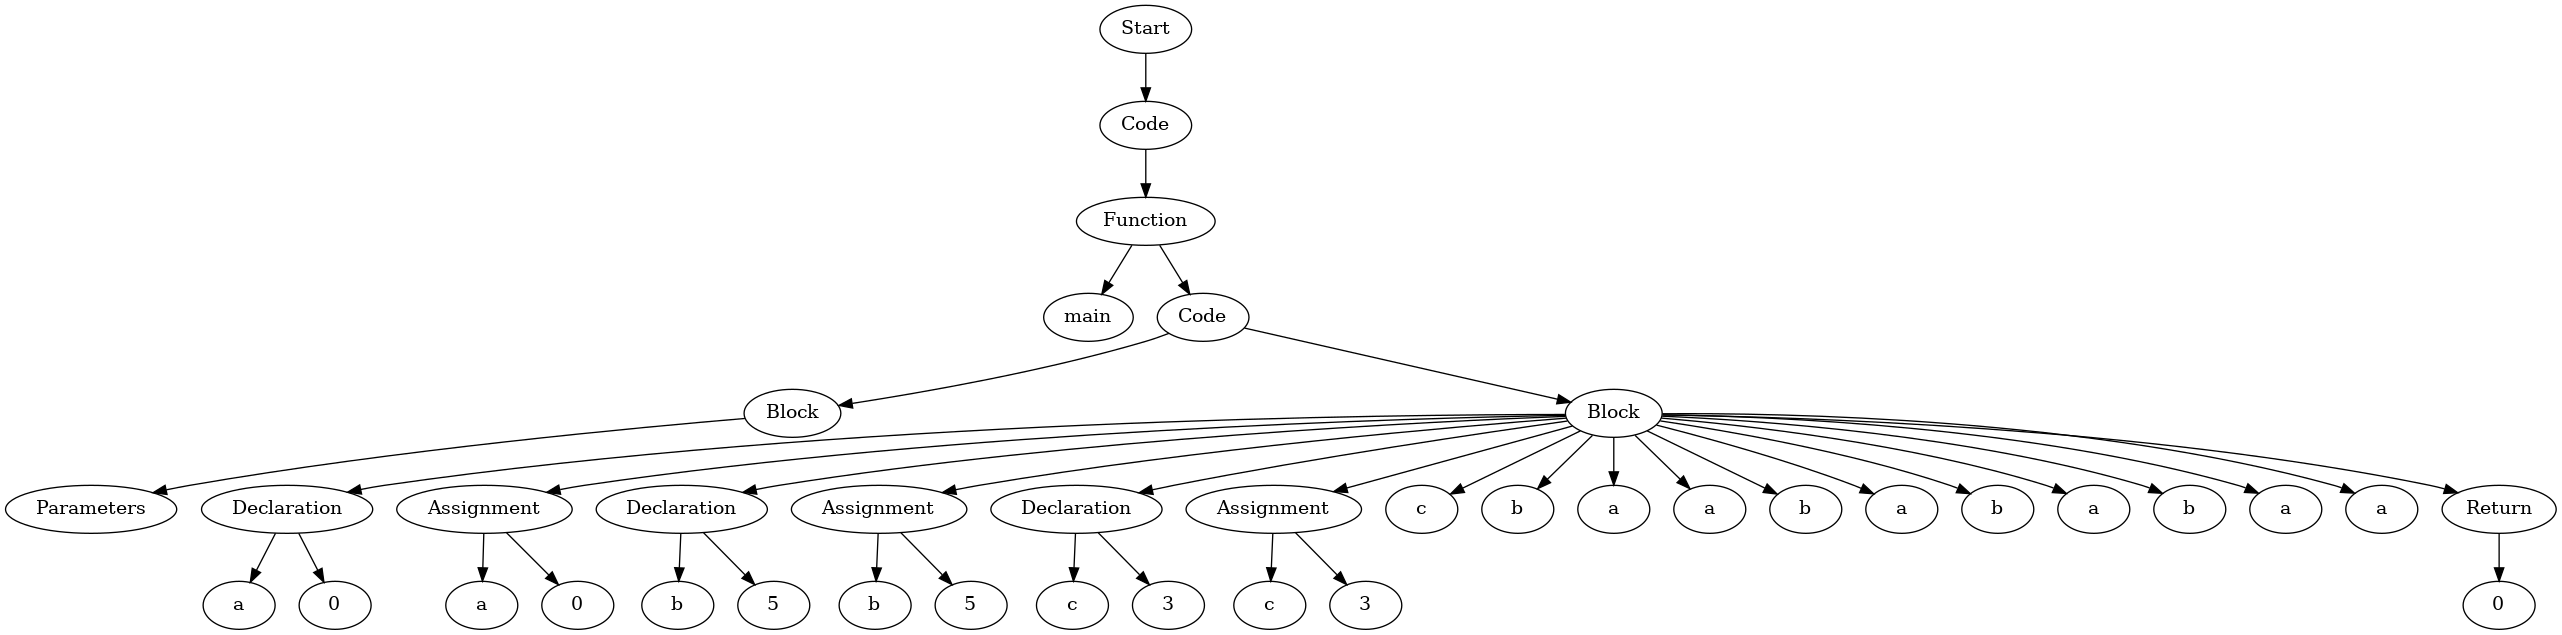 Start
Code
Function
main Code
Block Block
Parameters Declaration Assignment Declaration Assignment Declaration Assignment c b a a b a b a b a a Return
a 0 a 0 b 5 b 5 c 3 c 3 0